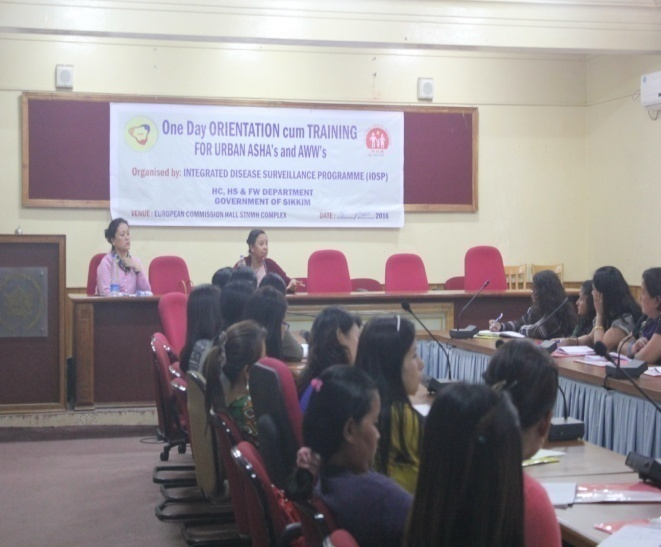 One Day ORIENTATION cum TRAINING
FOR URBAN ASHA's and AWW's
Organised by: INTEGRATED DISEASE SURVEILLANCE PROGRAMME (IDSP)
HC, HS & FW DEPARTMENT
GOVERNMENT OF SIKKIM
VENUE : EUROPEAN COMMISSION HALL STNMH COMPLEX DATE : / 2016